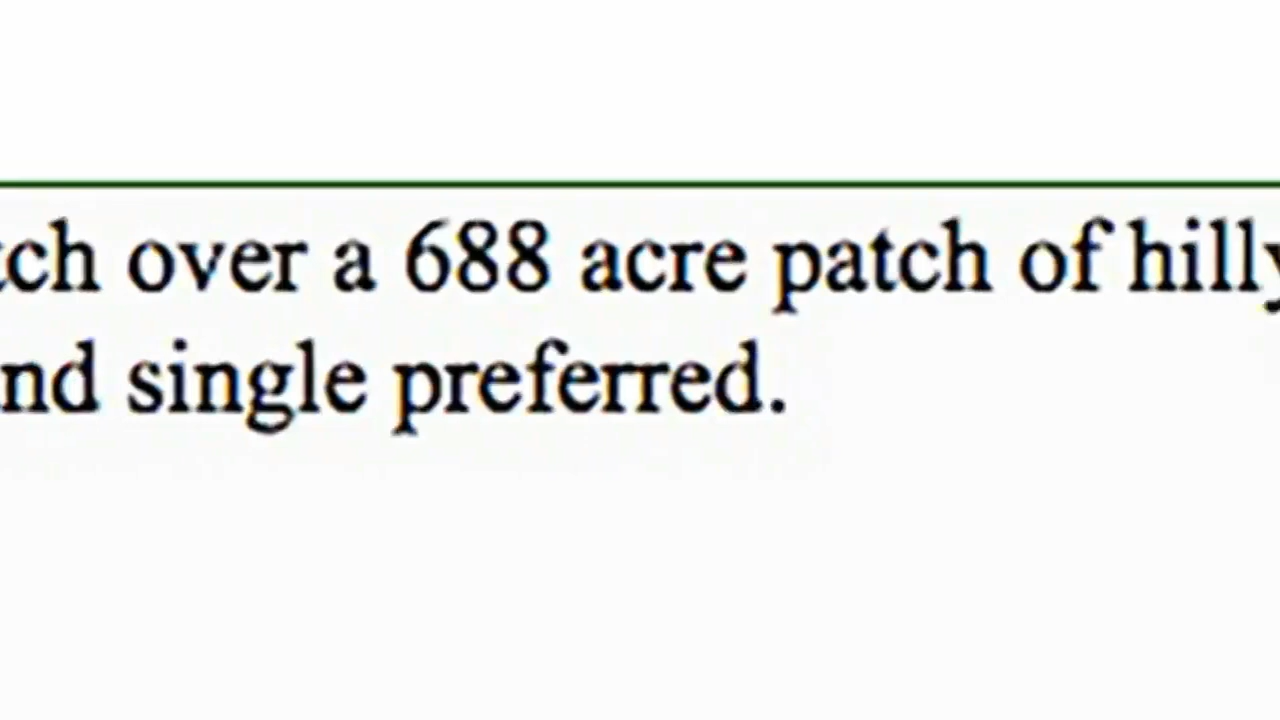 tch over a 688 acre patch of hilly
nd single preferred.